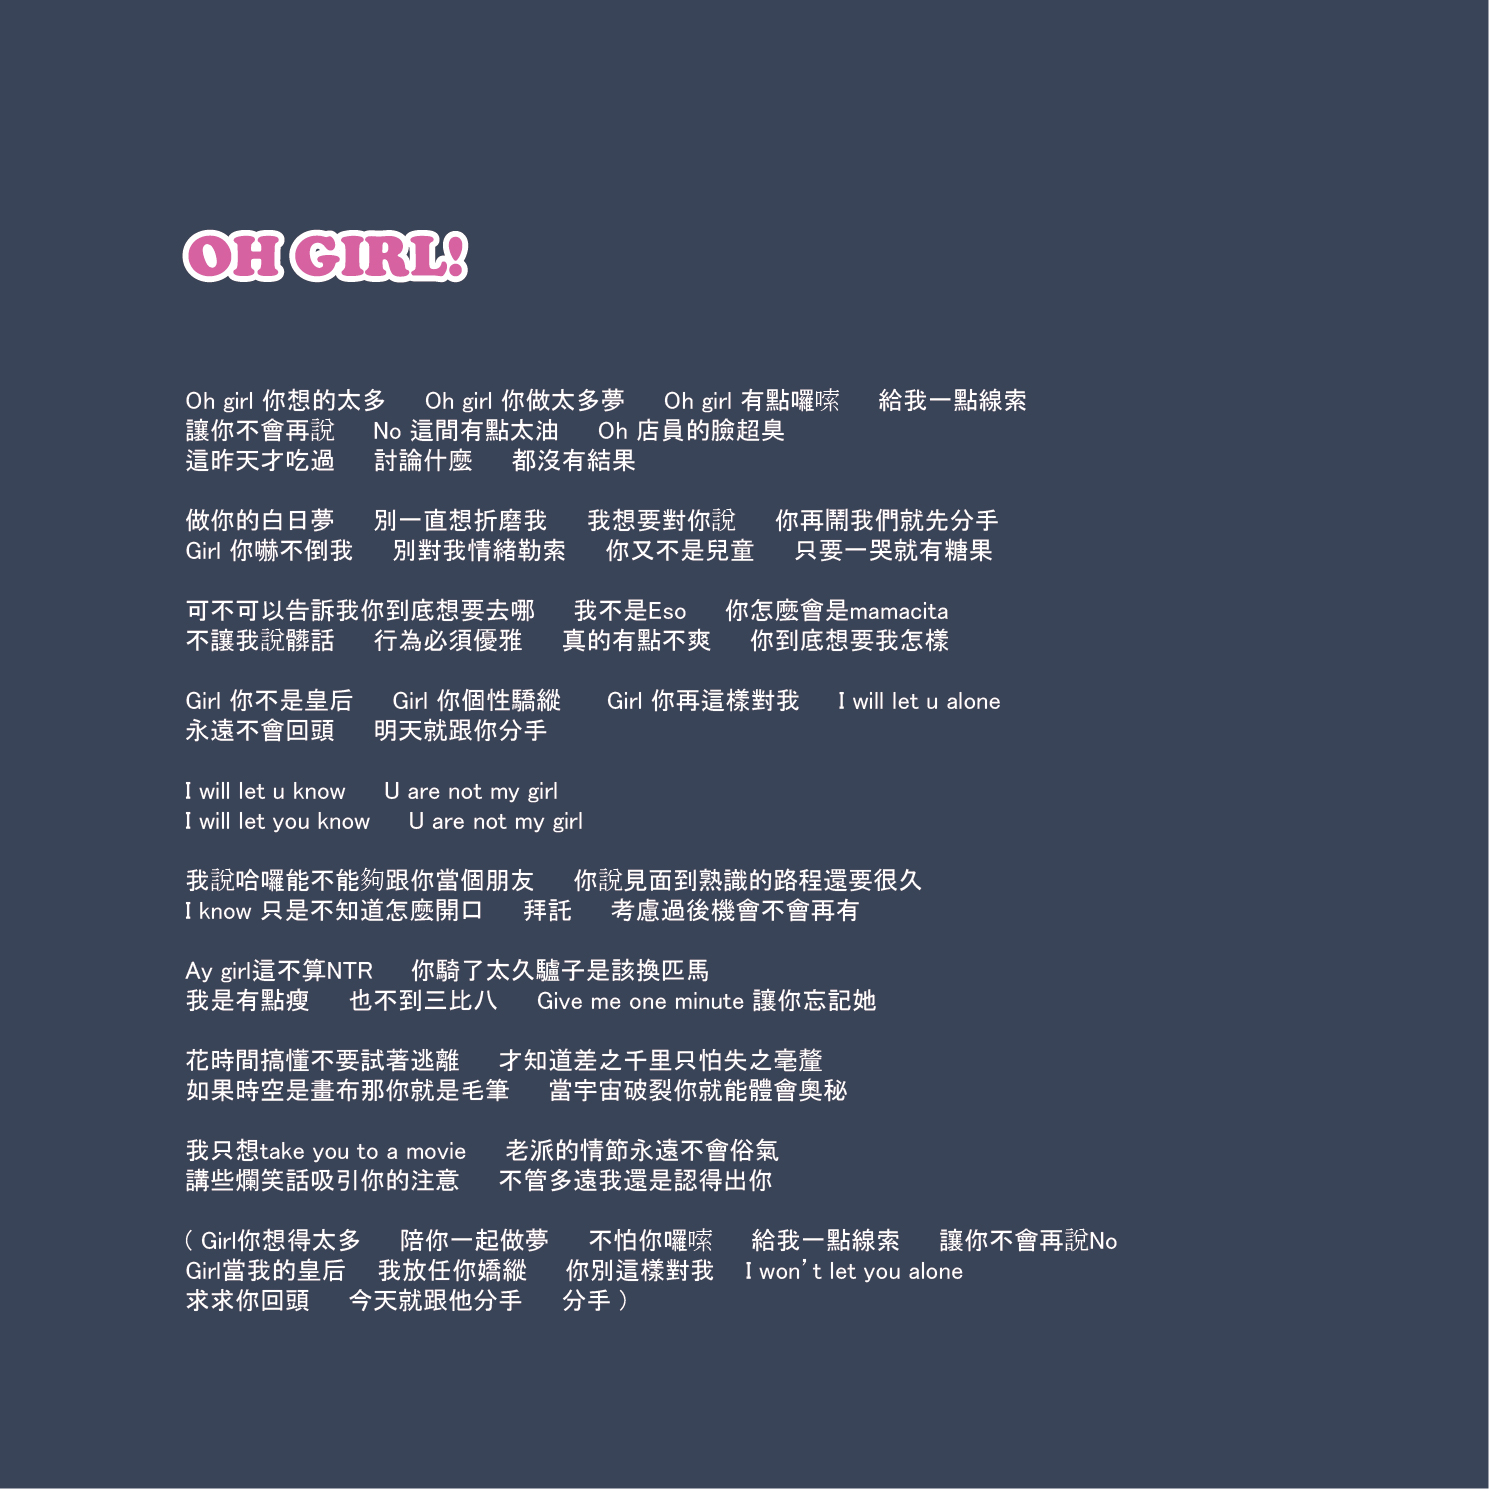 OH GIRL!
Oh girl 你想的太多 Oh girl 你做太多夢 Oh girl 有點囉嗦 給我一點線索
讓你不會再說 No 這間有點太油 Oh 店員的臉超臭
這昨天才吃過 討論什麼 都沒有結果
做你的白日夢 別一直想折磨我 我想要對你說 你再鬧我們就先分手
Girl 你嚇不倒我 別對我情緒勒索 你又不是兒童 只要一哭就有糖果
可不可以告訴我你到底想要去哪 我不是Eso 你怎麼會是mamacita
不讓我說髒話 行為必須優雅 真的有點不爽 你到底想要我怎樣
Girl 你不是皇后 Girl 你個性驕縱 Girl 你再這樣對我 I will let u alone
永遠不會回頭 明天就跟你分手
I will let u know U are not my girl
I will let you know U are not my girl
我說哈囉能不能夠跟你當個朋友 你說見面到熟識的路程還要很久
I know 只是不知道怎麼開口 拜託 考慮過後機會不會再有
Ay girl這不算NTR 你騎了太久驢子是該換匹馬
我是有點瘦 也不到三比八 Give me one minute 讓你忘記她
花時間搞懂不要試著逃離 才知道差之千里只怕失之毫釐
如果時空是畫布那你就是毛筆 當宇宙破裂你就能體會奧秘
我只想take you to a movie 老派的情節永遠不會俗氣
講些爛笑話吸引你的注意 不管多遠我還是認得出你
( Girl你想得太多 陪你一起做夢 不怕你囉嗦 給我一點線索 讓你不會再說No
Girl當我的皇后 我放任你嬌縱 你別這樣對我 I won’t let you alone
求求你回頭 今天就跟他分手 分手 )